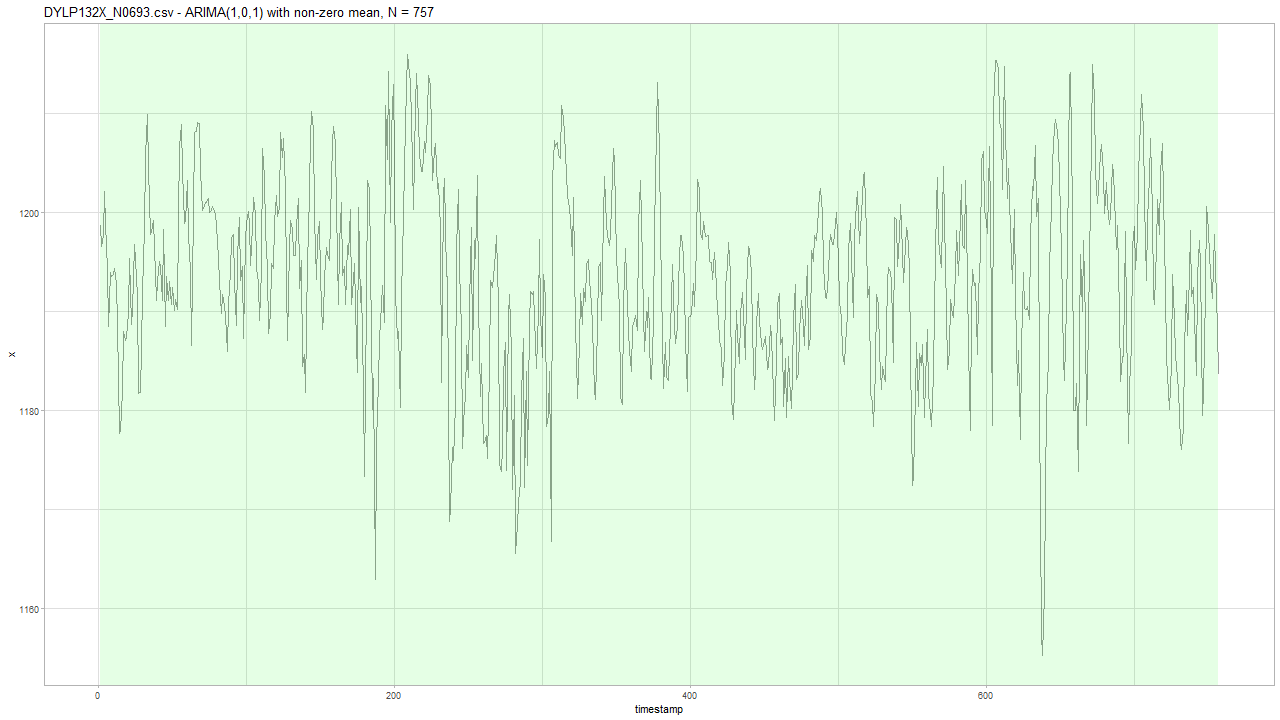 DYLP132X_N0693.csv - ARIMA(1,0,1) with non-zero mean, N = 757
1200
1180
1160
x
0
200
400
600
timestamp